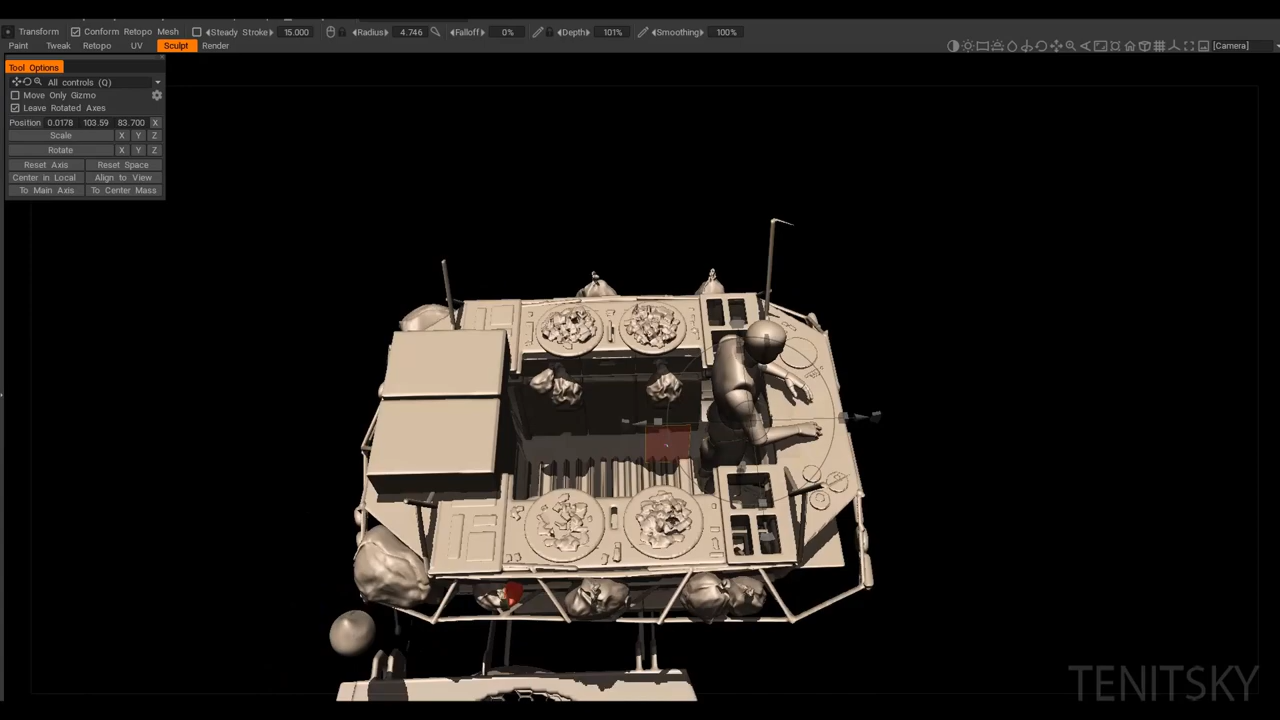 Transform Conform Retopo Mesh Steady Stroke 15.000 Radius 4.746 Falloff 0% Depth 101% Smoothing 100%
Paint Tweak Retopo UV Sculpt Render [Camera]
Tool Options
All controls (Q)
Move Only Gizmo
Leave Rotated Axes
Position 0.0178 103.59 83.700 X
Scale X Y Z
Rotate X Y Z
Reset Axis Reset Space
Center in Local Align to View
To Main Axis To Center Mass
TENITSKY